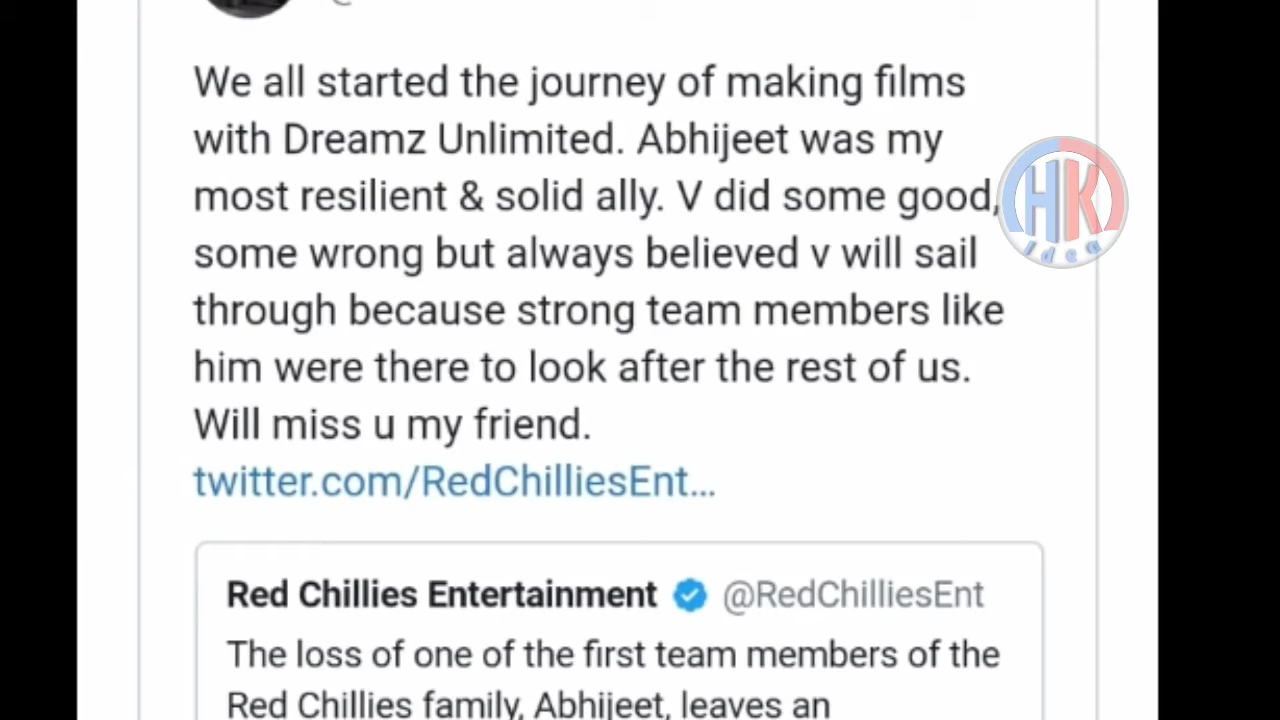 We all started the journey of making films
with Dreamz Unlimited. Abhijeet was my
most resilient & solid ally. V did some good,
some wrong but always believed v will sail
through because strong team members like
him were there to look after the rest of us.
Will miss u my friend.
twitter.com/RedChilliesEnt...
Red Chillies Entertainment @RedChilliesEnt
The loss of one of the first team members of the
Red Chillies family, Abhijeet, leaves an
HK
Idea